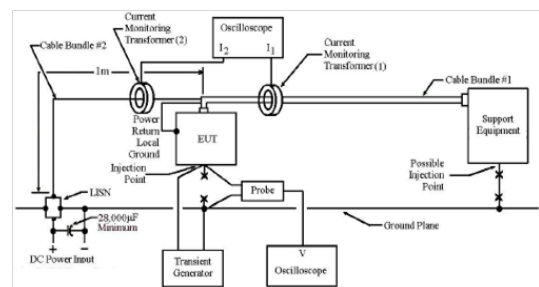 Oscilloscope
I2 I1
Current
Monitoring
Transformer (2)
Current
Monitoring
Transformer (1)
Cable Bundle #2
1m
Cable Bundle #1
Power
Return
Local
Ground
EUT
Support
Equipment
Injection
Point
Possible
Injection
Point
LISN
Probe
28,000µF
Minimum
Ground Plane
+ -
DC Power Input
Transient
Generator
V
Oscilloscope